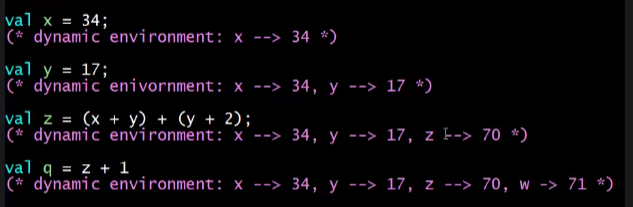 val x = 34;
(* dynamic environment: x --> 34 *)
val y = 17;
(* dynamic enivornment: x --> 34, y --> 17 *)
val z = (x + y) + (y + 2);
(* dynamic environment: x --> 34, y --> 17, z --> 70 *)
val q = z + 1
(* dynamic environment: x --> 34, y --> 17, z --> 70, w -> 71 *)